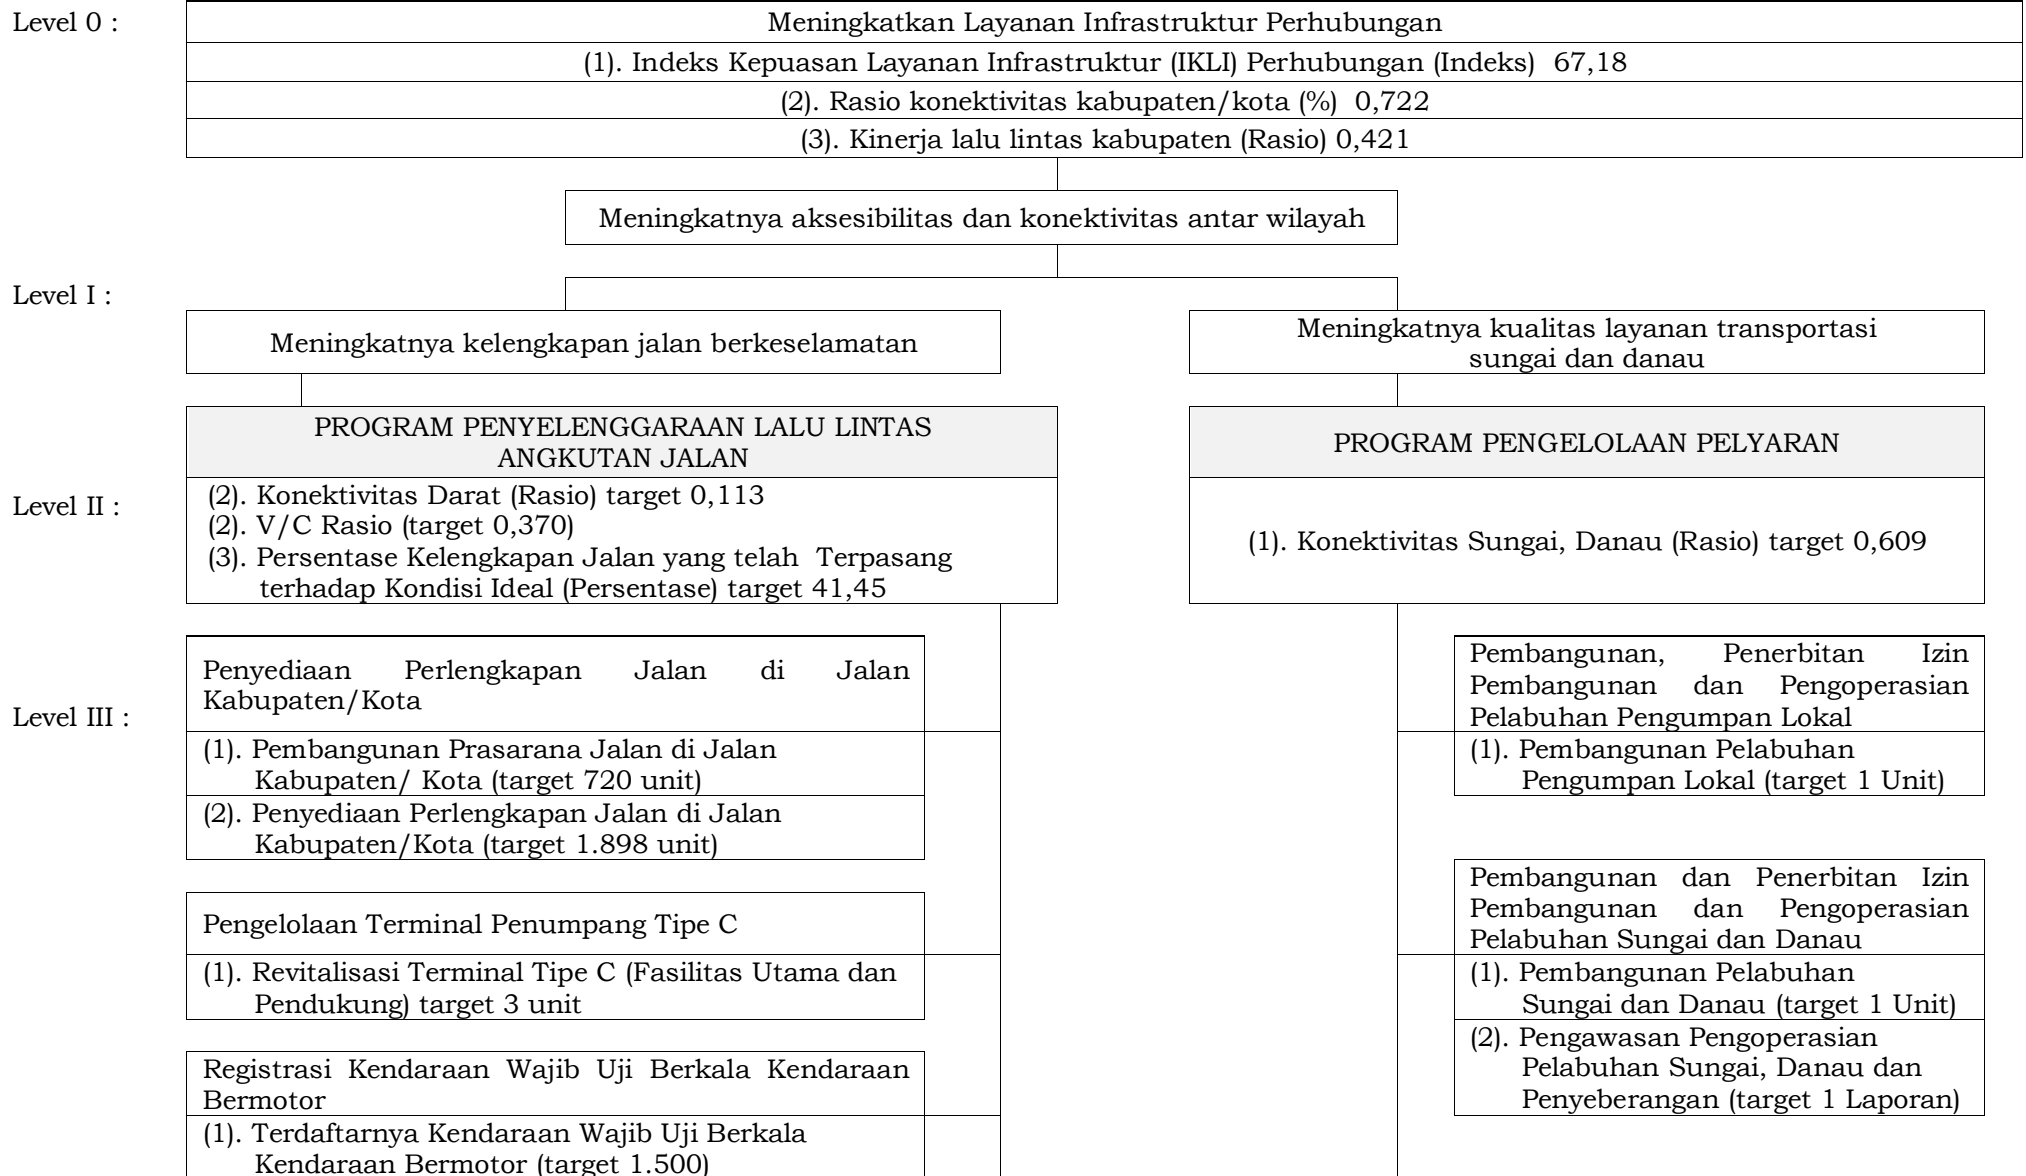 Level 0 :
Meningkatkan Layanan Infrastruktur Perhubungan
(1). Indeks Kepuasan Layanan Infrastruktur (IKLI) Perhubungan (Indeks) 67,18
(2). Rasio konektivitas kabupaten/kota (%) 0,722
(3). Kinerja lalu lintas kabupaten (Rasio) 0,421
Meningkatnya aksesibilitas dan konektivitas antar wilayah
Level I :
Meningkatnya kelengkapan jalan berkeselamatan
Meningkatnya kualitas layanan transportasi
sungai dan danau
PROGRAM PENYELENGGARAAN LALU LINTAS
ANGKUTAN JALAN
PROGRAM PENGELOLAAN PELYARAN
Level II :
(2). Konektivitas Darat (Rasio) target 0,113
(2). V/C Rasio (target 0,370)
(3). Persentase Kelengkapan Jalan yang telah Terpasang
terhadap Kondisi Ideal (Persentase) target 41,45
(1). Konektivitas Sungai, Danau (Rasio) target 0,609
Level III :
Penyediaan Perlengkapan Jalan di Jalan
Kabupaten/Kota
(1). Pembangunan Prasarana Jalan di Jalan
Kabupaten/ Kota (target 720 unit)
(2). Penyediaan Perlengkapan Jalan di Jalan
Kabupaten/Kota (target 1.898 unit)
Pengelolaan Terminal Penumpang Tipe C
(1). Revitalisasi Terminal Tipe C (Fasilitas Utama dan
Pendukung) target 3 unit
Registrasi Kendaraan Wajib Uji Berkala Kendaraan
Bermotor
(1). Terdaftarnya Kendaraan Wajib Uji Berkala
Kendaraan Bermotor (target 1.500)
Pembangunan, Penerbitan Izin
Pembangunan dan Pengoperasian
Pelabuhan Pengumpan Lokal
(1). Pembangunan Pelabuhan
Pengumpan Lokal (target 1 Unit)
Pembangunan dan Penerbitan Izin
Pembangunan dan Pengoperasian
Pelabuhan Sungai dan Danau
(1). Pembangunan Pelabuhan
Sungai dan Danau (target 1 Unit)
(2). Pengawasan Pengoperasian
Pelabuhan Sungai, Danau dan
Penyeberangan (target 1 Laporan)